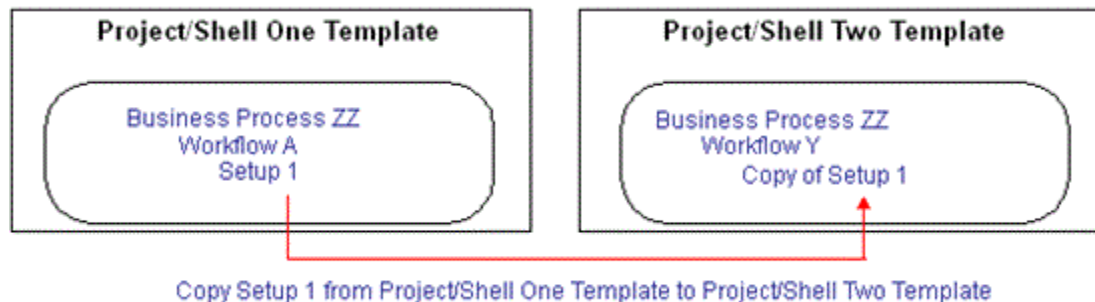 Project/Shell One Template
Business Process ZZ
Workflow A
Setup 1
Project/Shell Two Template
Business Process ZZ
Workflow Y
Copy of Setup 1
Copy Setup 1 from Project/Shell One Template to Project/Shell Two Template